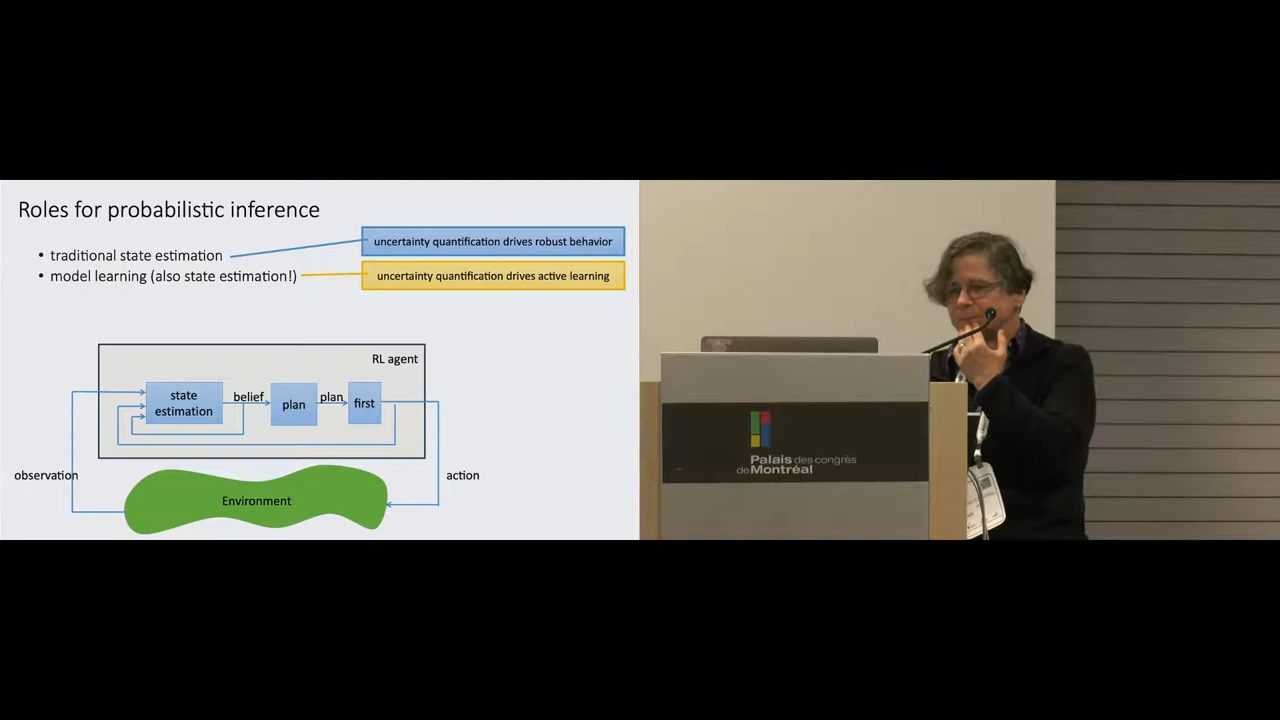 Roles for probabilistic inference
• traditional state estimation
uncertainty quantification drives robust behavior
• model learning (also state estimation!)
uncertainty quantification drives active learning
RL agent
state
estimation
belief
plan
plan
first
observation
action
Environment
Palais des congrès
de Montréal